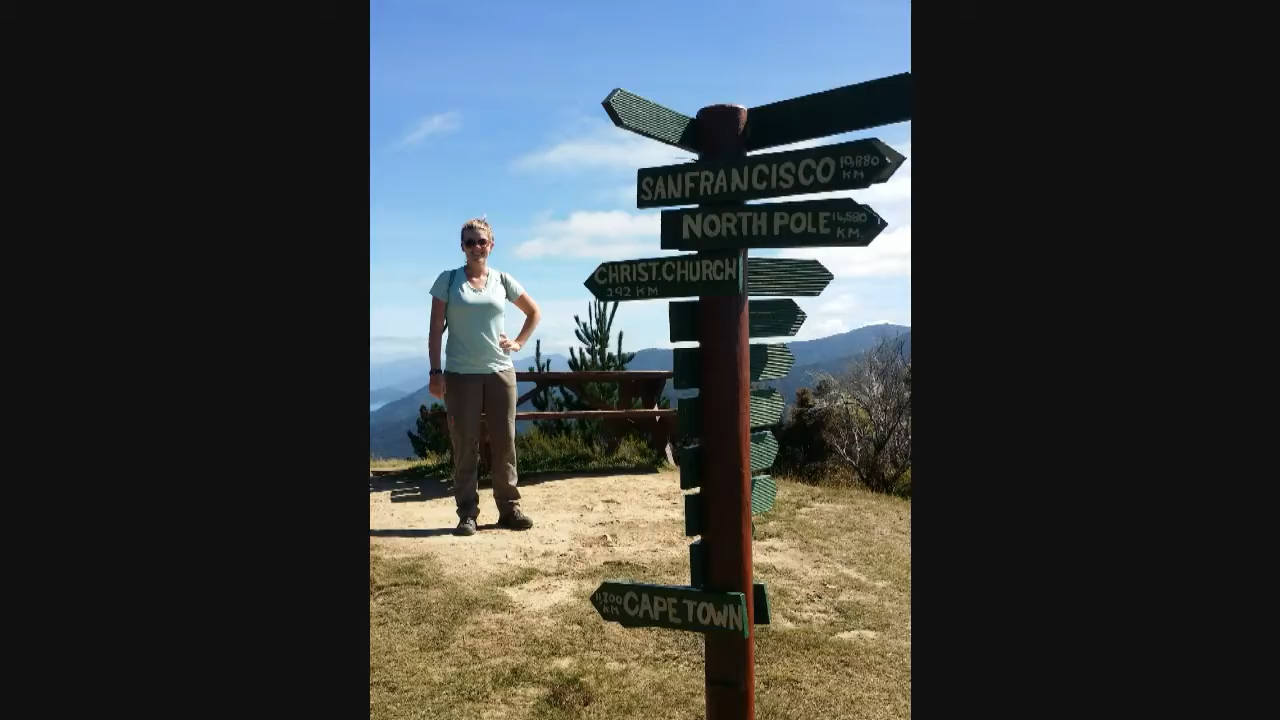 SANFRANCISCO 10,880
KM
NORTH POLE 14,580
KM.
CHRIST.CHURCH
292 KM
11,300
KM CAPE TOWN